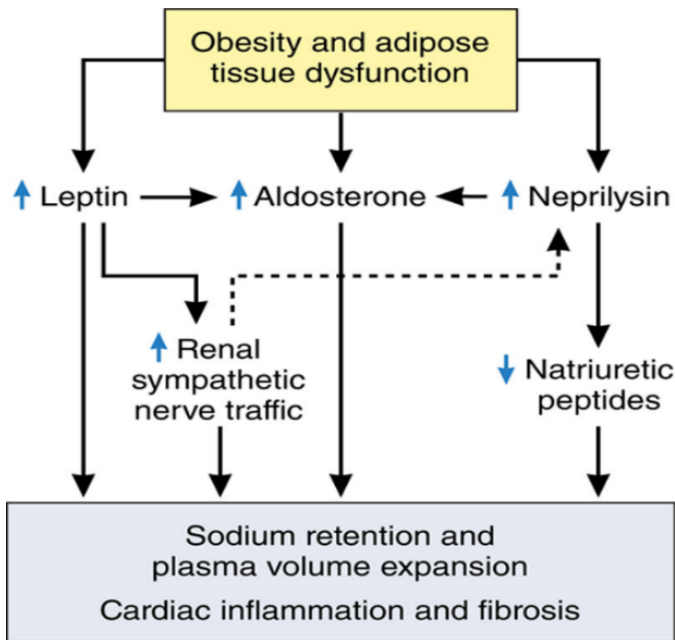 Obesity and adipose
tissue dysfunction
Leptin
Aldosterone
Neprilysin
Renal
sympathetic
nerve traffic
Natriuretic
peptides
Sodium retention and
plasma volume expansion
Cardiac inflammation and fibrosis